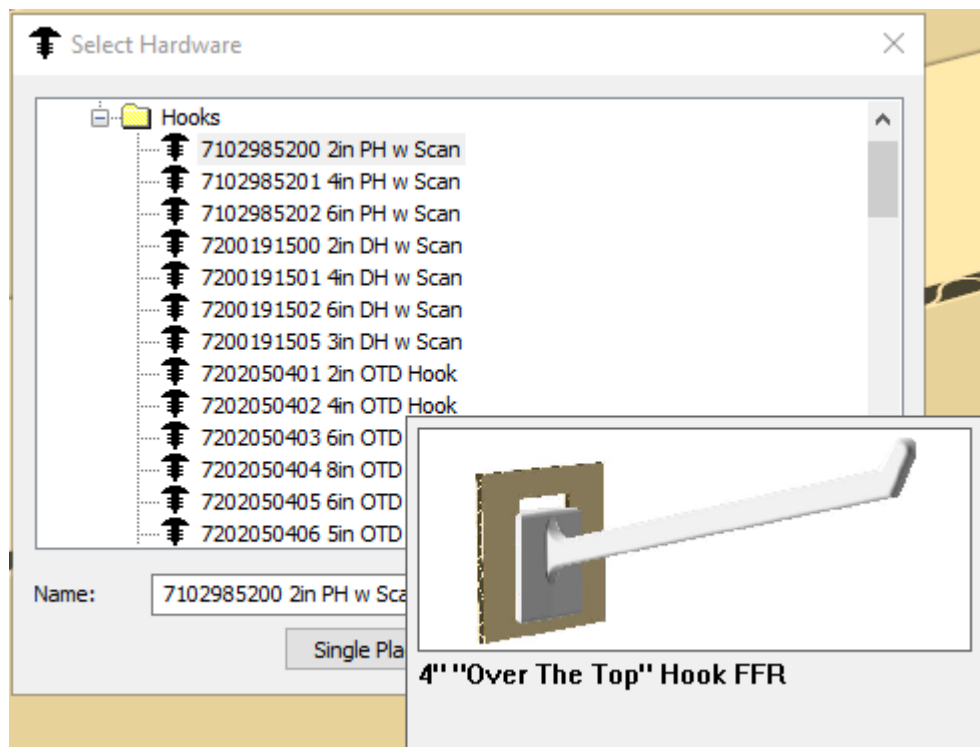 Select Hardware
Hooks
7102985200 2in PH w Scan
7102985201 4in PH w Scan
7102985202 6in PH w Scan
7200191500 2in DH w Scan
7200191501 4in DH w Scan
7200191502 6in DH w Scan
7200191505 3in DH w Scan
7202050401 2in OTD Hook
7202050402 4in OTD Hook
7202050403 6in OTD
7202050404 8in OTD
7202050405 6in OTD
7202050406 5in OTD
Name:
7102985200 2in PH w Sca
Single Pla
4" "Over The Top" Hook FFR